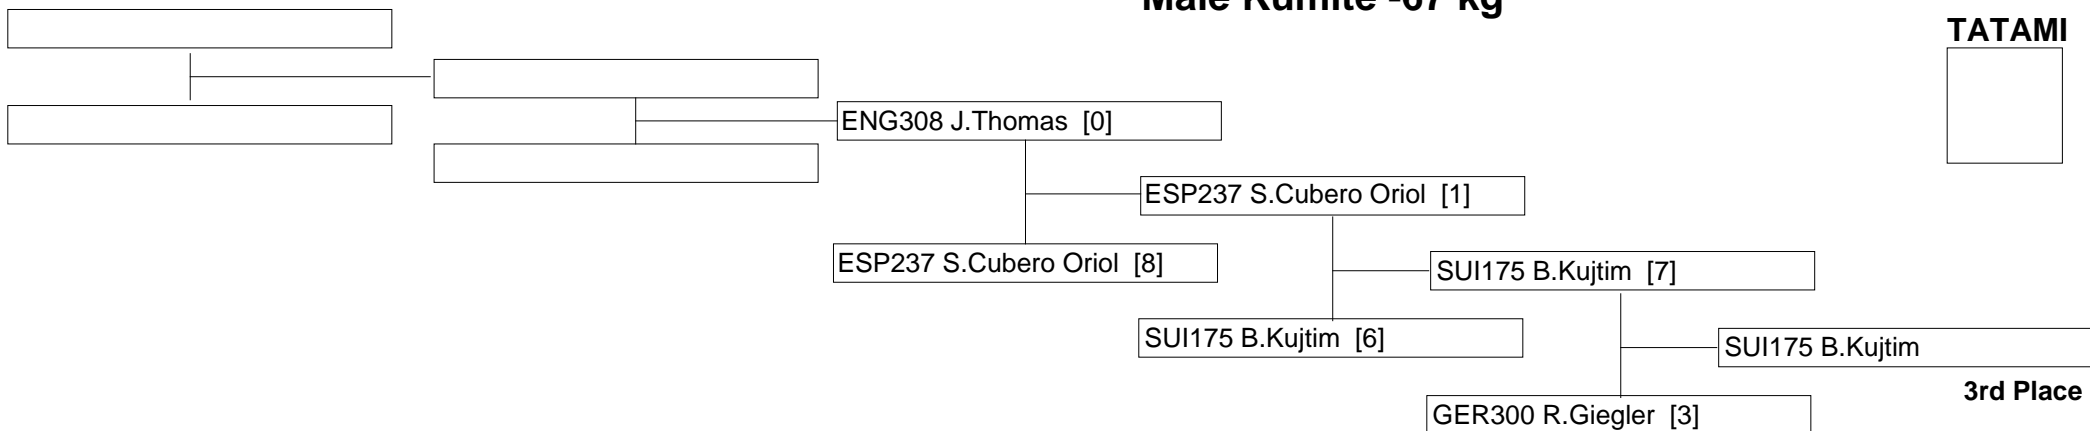 Male Kumite -67 kg
TATAMI
ENG308 J.Thomas [0]
ESP237 S.Cubero Oriol [1]
ESP237 S.Cubero Oriol [8]
SUI175 B.Kujtim [7]
SUI175 B.Kujtim [6]
SUI175 B.Kujtim
3rd Place
GER300 R.Giegler [3]